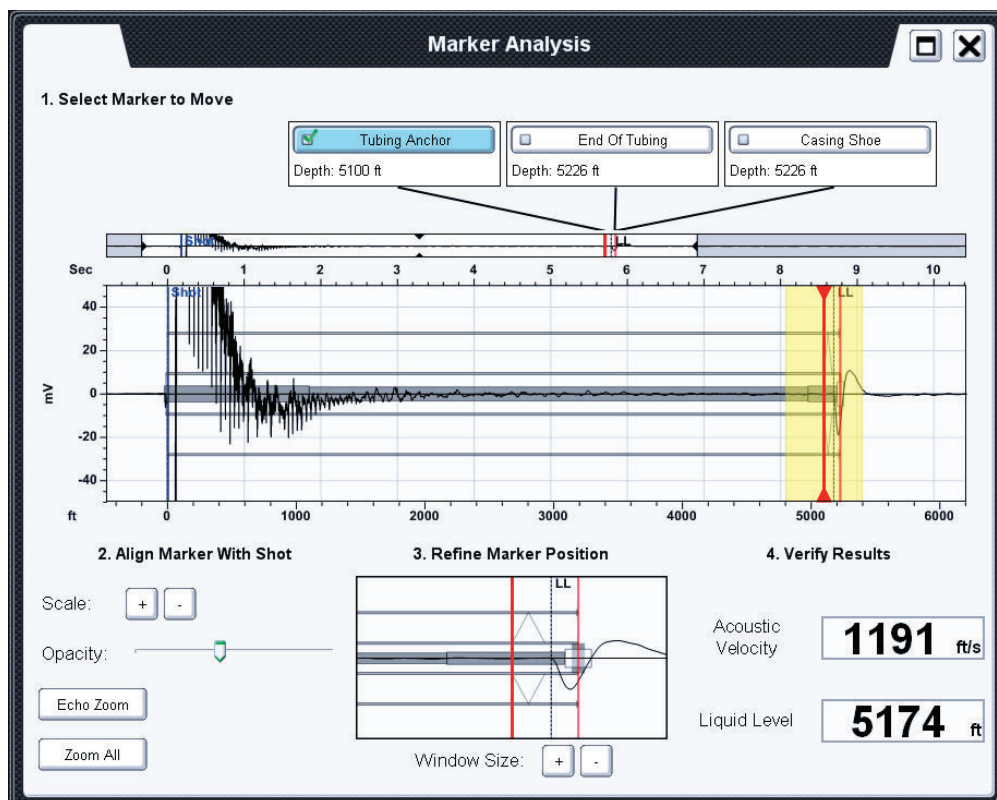 Marker Analysis
1. Select Marker to Move
Tubing Anchor
Depth: 5100 ft
End Of Tubing
Depth: 5226 ft
Casing Shoe
Depth: 5226 ft
Shot
LL
Sec 0 1 2 3 4 5 6 7 8 9 10
Shot
LL
mV
40
20
0
-20
-40
ft 0 1000 2000 3000 4000 5000 6000
2. Align Marker With Shot
Scale: + -
Opacity:
Echo Zoom
Zoom All
3. Refine Marker Position
LL
Window Size: + -
4. Verify Results
Acoustic
Velocity
1191 ft/s
Liquid Level
5174 ft